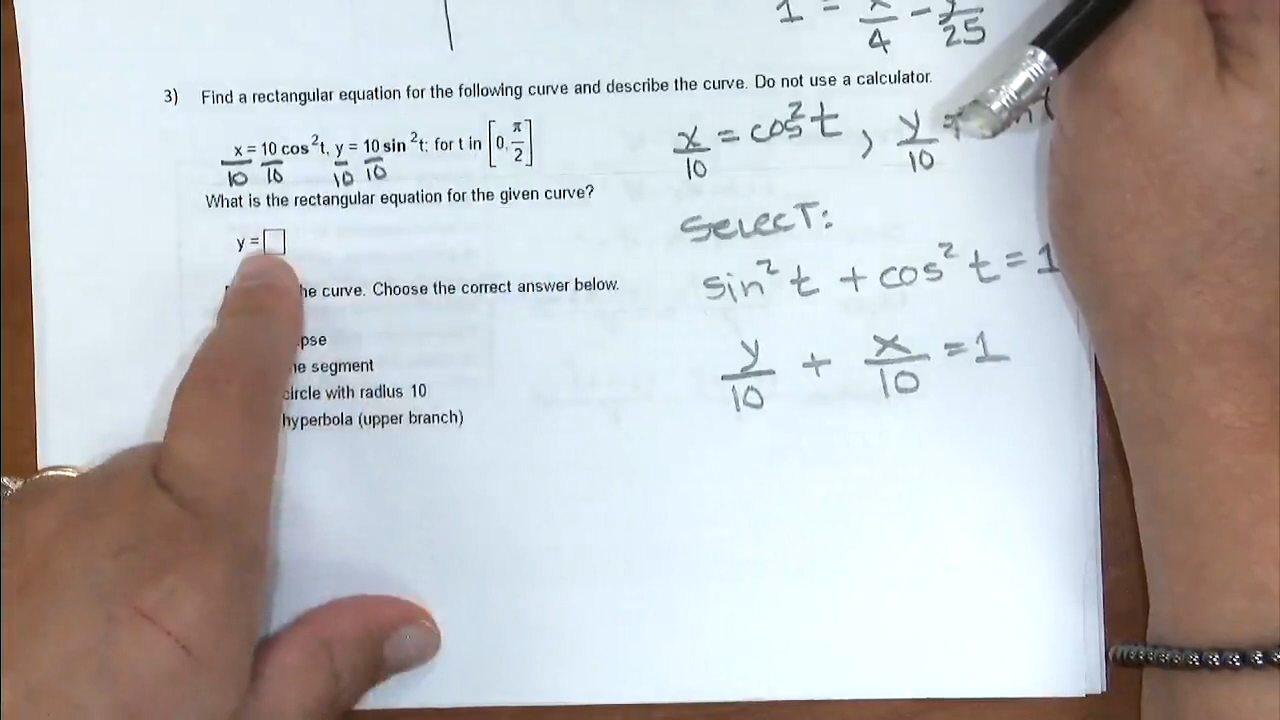 1 = x/4 - y/25
3) Find a rectangular equation for the following curve and describe the curve. Do not use a calculator.
x = 10 cos²t, y = 10 sin²t; for t in [0, π/2]
10 10 10 10
What is the rectangular equation for the given curve?
y =
he curve. Choose the correct answer below.
pse
ne segment
circle with radius 10
hyperbola (upper branch)
x/10 = cos²t, y/10 =
SELECT:
sin²t + cos²t = 1
y/10 + x/10 = 1